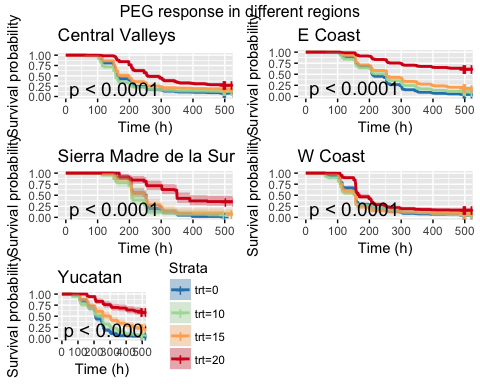 PEG response in different regions
Central Valleys
Survival probability
1.00
0.75
0.50
0.25
0.00
p < 0.0001
0 100 200 300 400 500
Time (h)
E Coast
Survival probability
1.00
0.75
0.50
0.25
0.00
p < 0.0001
0 100 200 300 400 500
Time (h)
Sierra Madre de la Sur
Survival probability
1.00
0.75
0.50
0.25
0.00
p < 0.0001
0 100 200 300 400 500
Time (h)
W Coast
Survival probability
1.00
0.75
0.50
0.25
0.00
p < 0.0001
0 100 200 300 400 500
Time (h)
Yucatan
Survival probability
1.00
0.75
0.50
0.25
0.00
p < 0.000
0 100 200 300 400 500
Time (h)
Strata
trt=0
trt=10
trt=15
trt=20